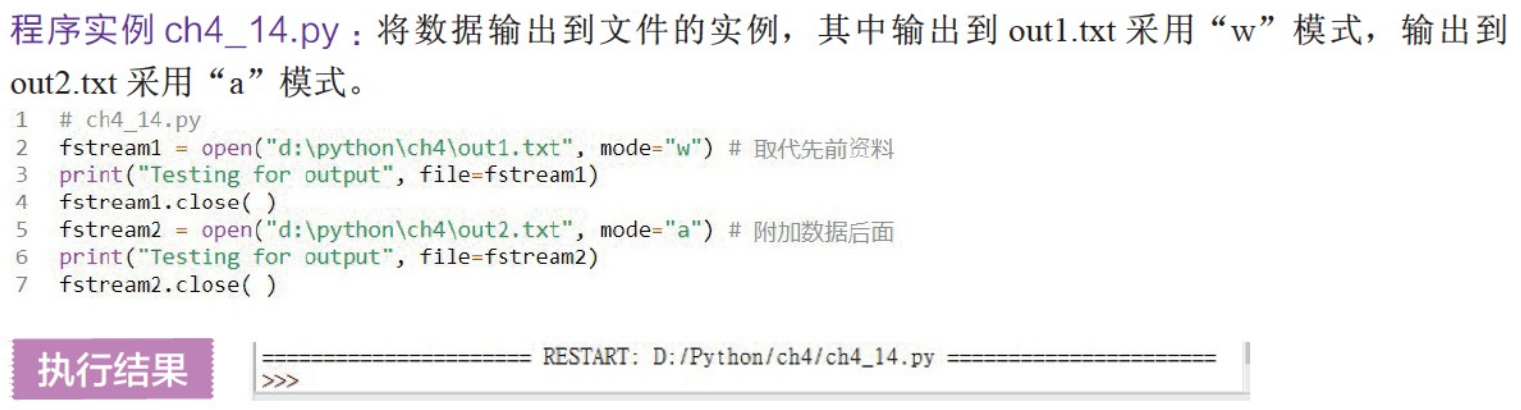 程序实例 ch4_14.py：将数据输出到文件的实例，其中输出到 out1.txt 采用“w”模式，输出到
out2.txt 采用“a”模式。
1 # ch4_14.py
2 fstream1 = open("d:\python\ch4\out1.txt", mode="w") # 取代先前资料
3 print("Testing for output", file=fstream1)
4 fstream1.close( )
5 fstream2 = open("d:\python\ch4\out2.txt", mode="a") # 附加数据后面
6 print("Testing for output", file=fstream2)
7 fstream2.close( )
执行结果
====================== RESTART: D:/Python/ch4/ch4_14.py ======================
>>>